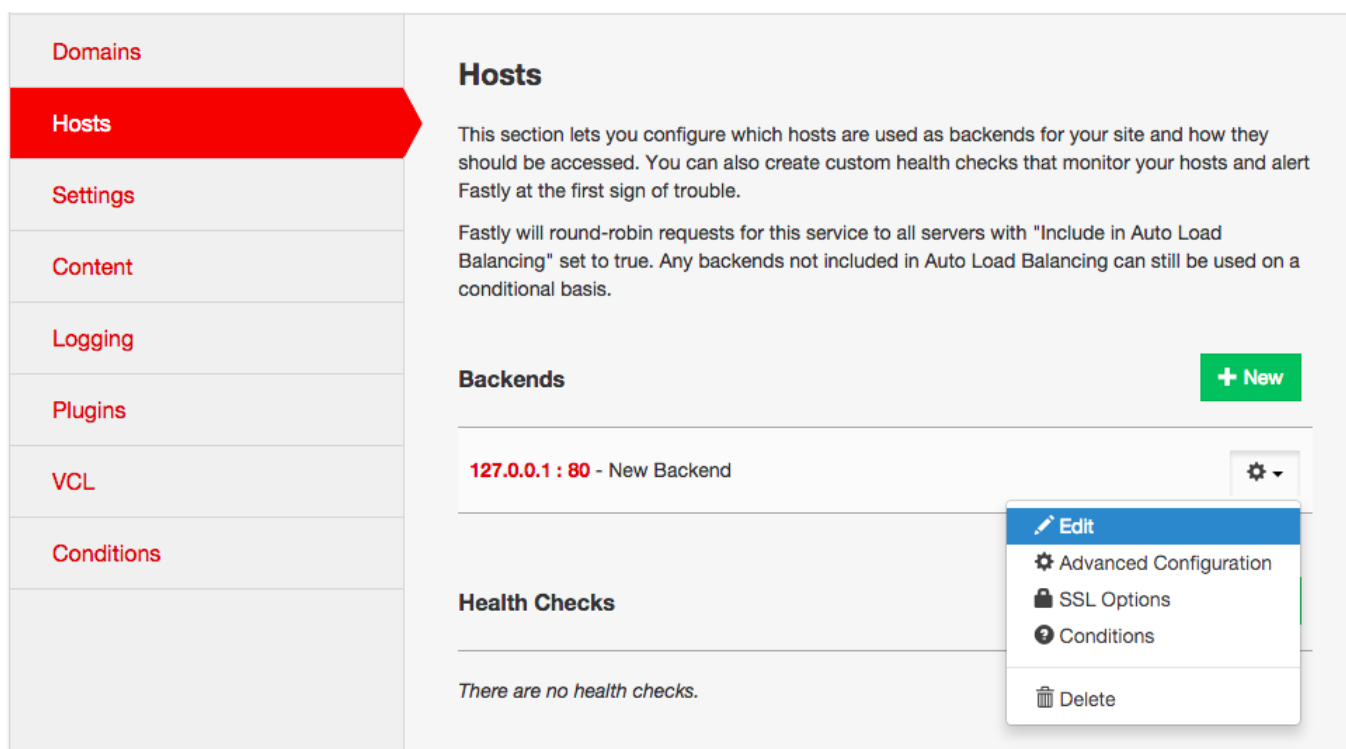 Domains
Hosts
Settings
Content
Logging
Plugins
VCL
Conditions
Hosts
This section lets you configure which hosts are used as backends for your site and how they
should be accessed. You can also create custom health checks that monitor your hosts and alert
Fastly at the first sign of trouble.
Fastly will round-robin requests for this service to all servers with "Include in Auto Load
Balancing" set to true. Any backends not included in Auto Load Balancing can still be used on a
conditional basis.
Backends
+ New
127.0.0.1 : 80 - New Backend
Edit
Advanced Configuration
SSL Options
Conditions
Delete
Health Checks
There are no health checks.